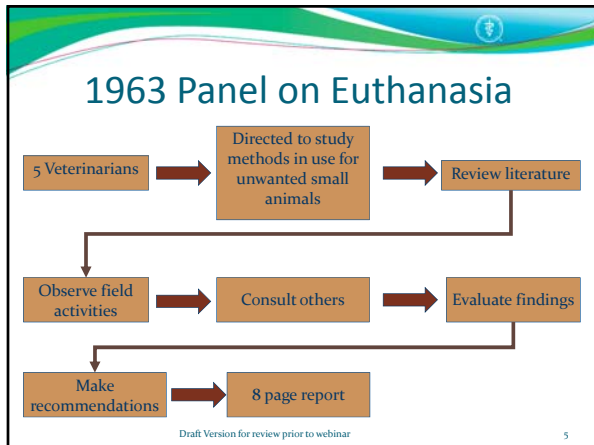 1963 Panel on Euthanasia
5 Veterinarians
Directed to study
methods in use for
unwanted small
animals
Review literature
Observe field
activities
Consult others
Evaluate findings
Make
recommendations
8 page report
Draft Version for review prior to webinar
5